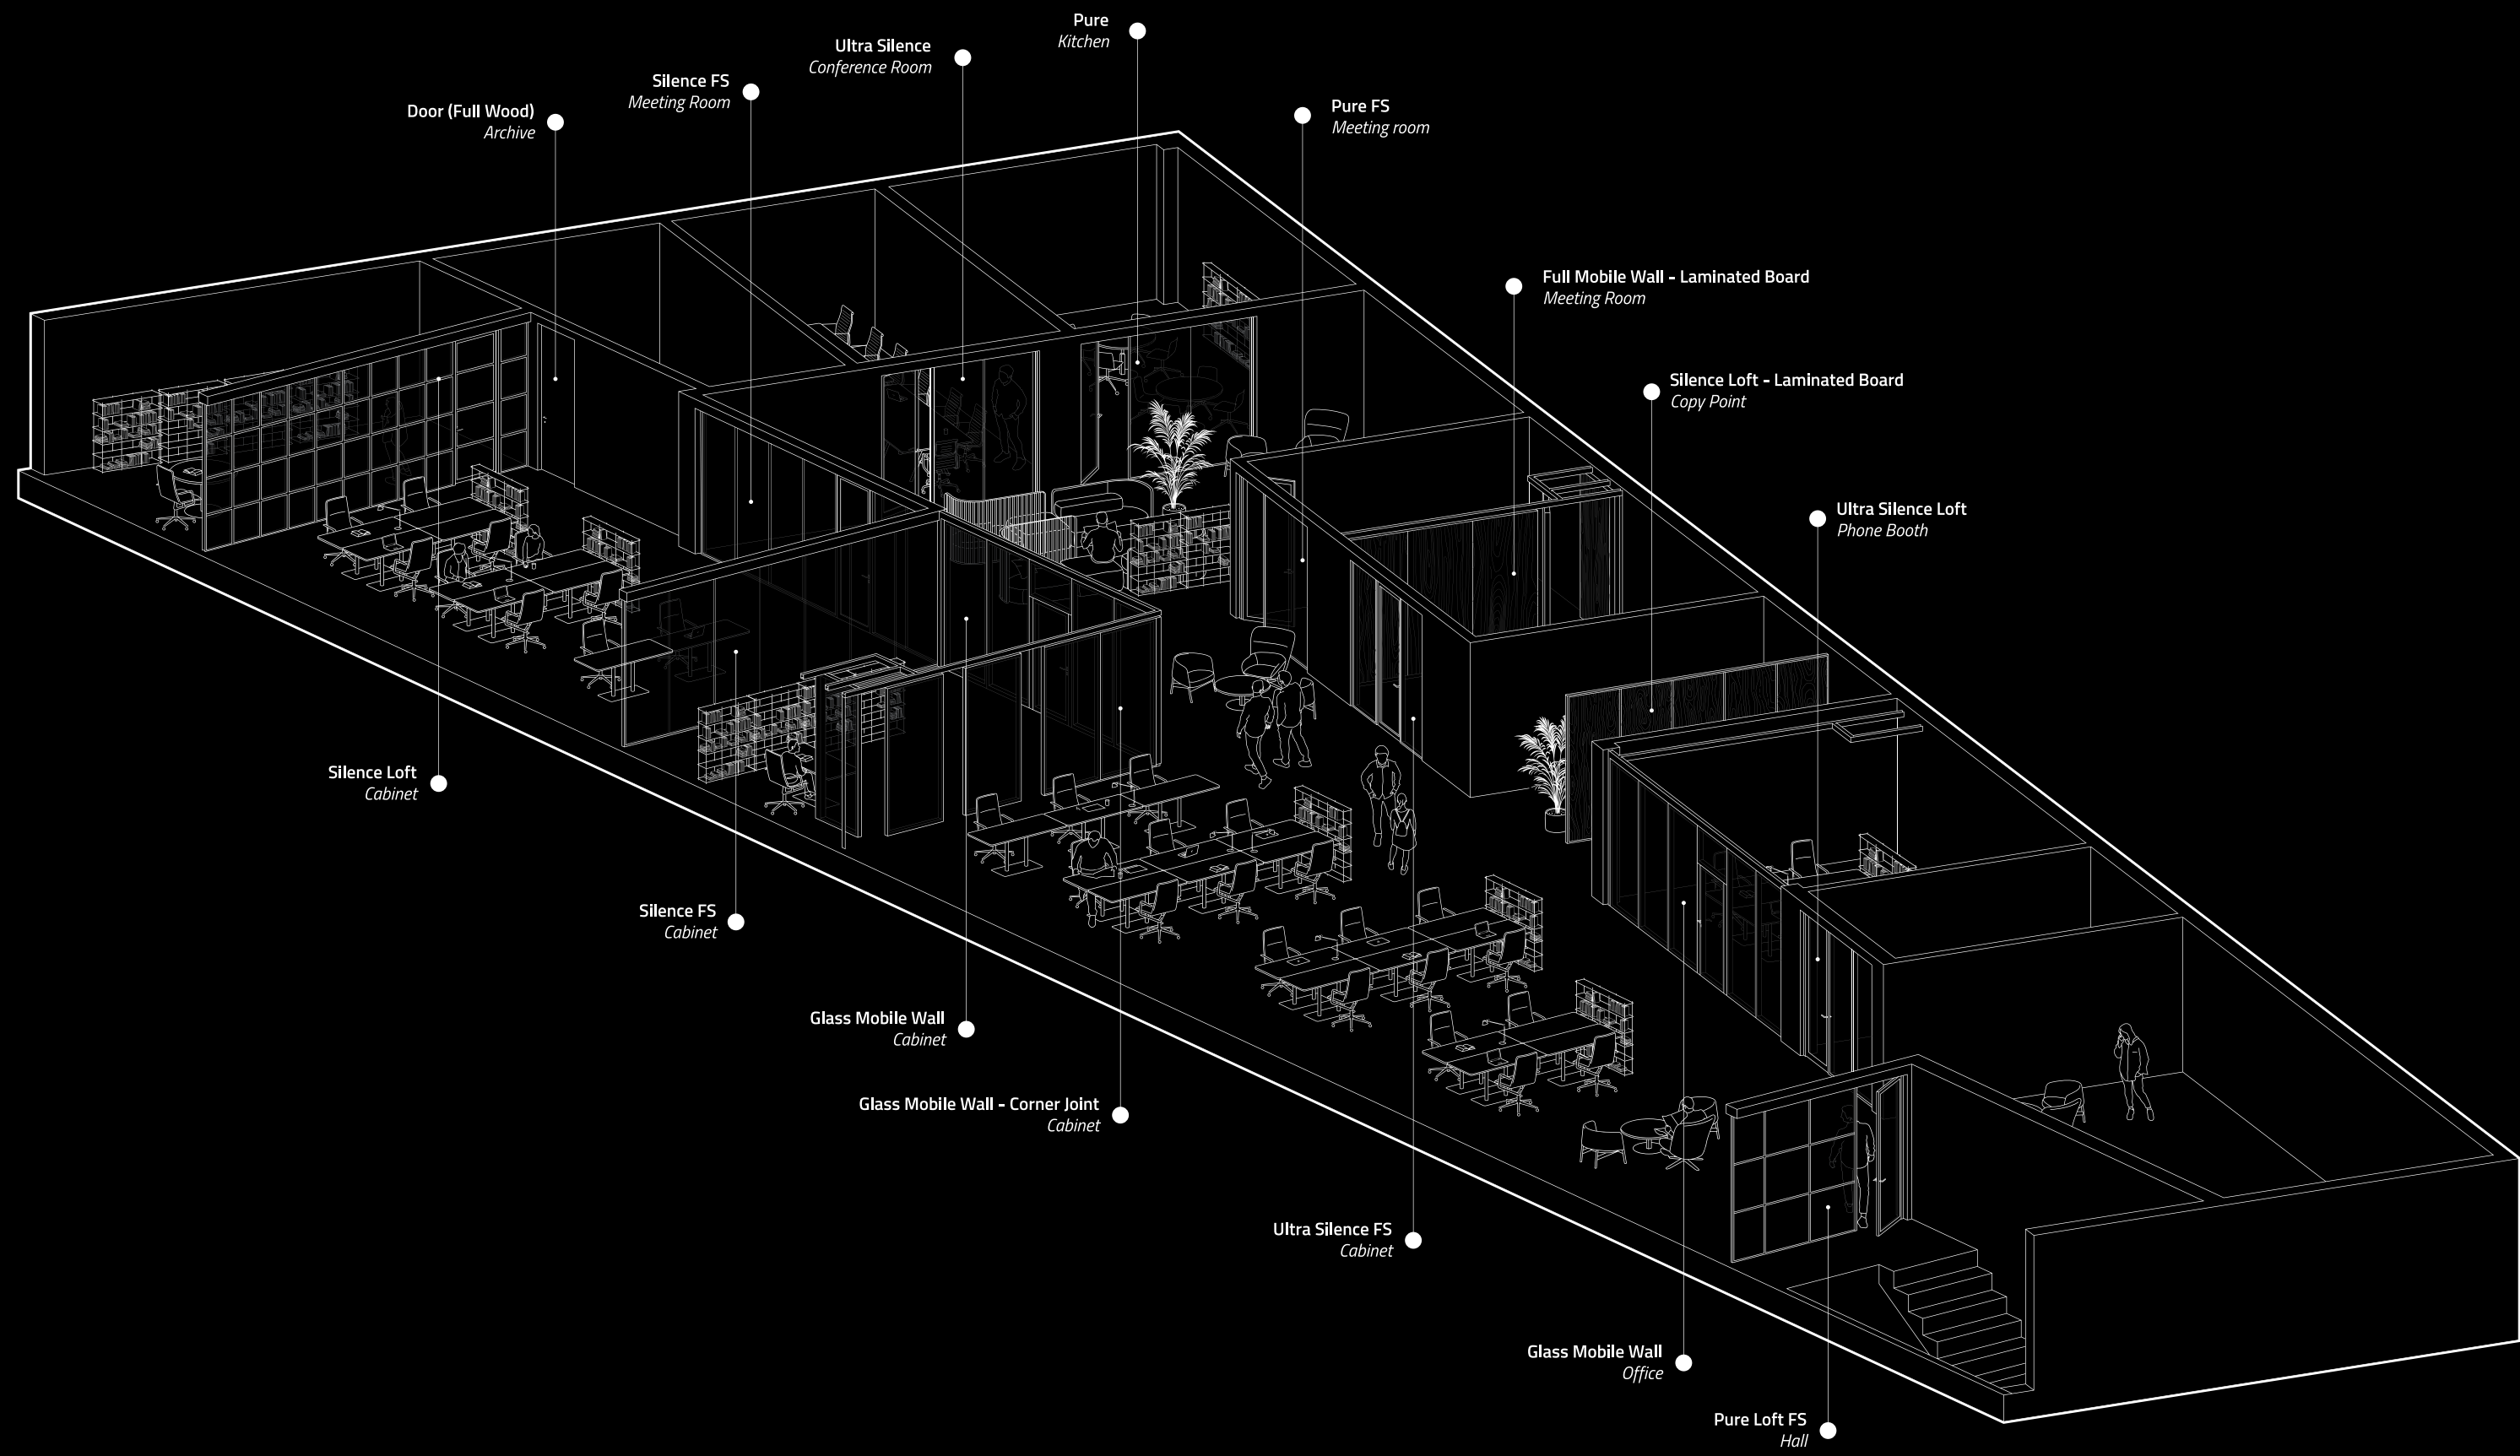 Pure
Kitchen
Ultra Silence
Conference Room
Silence FS
Meeting Room
Door (Full Wood)
Archive
Pure FS
Meeting room
Full Mobile Wall - Laminated Board
Meeting Room
Silence Loft - Laminated Board
Copy Point
Ultra Silence Loft
Phone Booth
Silence Loft
Cabinet
Silence FS
Cabinet
Glass Mobile Wall
Cabinet
Glass Mobile Wall - Corner Joint
Cabinet
Ultra Silence FS
Cabinet
Glass Mobile Wall
Office
Pure Loft FS
Hall